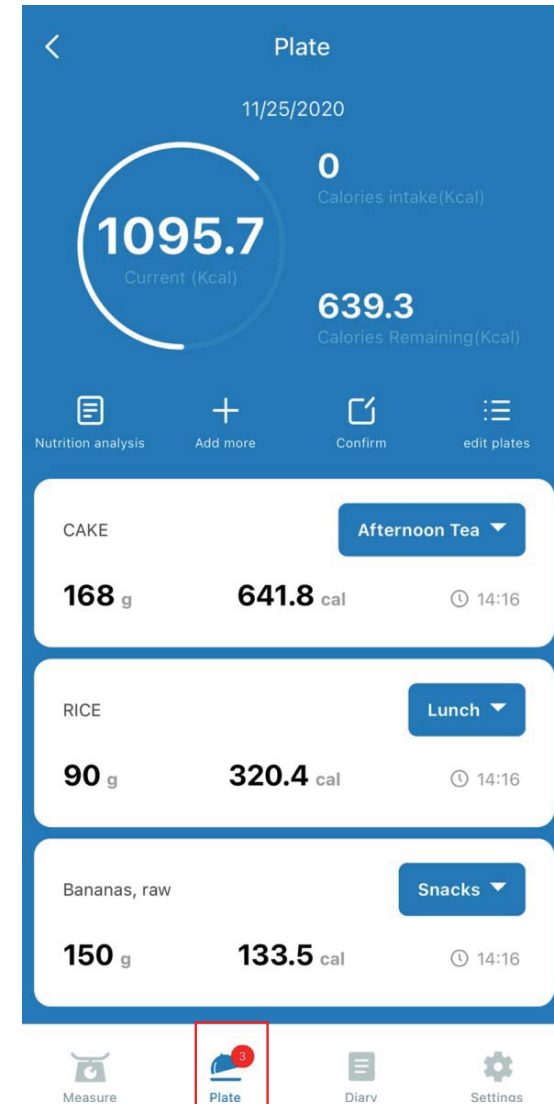 Plate
11/25/2020
0
Calories intake(Kcal)
1095.7
Current (Kcal)
639.3
Calories Remaining(Kcal)
Nutrition analysis Add more Confirm edit plates
CAKE Afternoon Tea
168 g 641.8 cal 14:16
RICE Lunch
90 g 320.4 cal 14:16
Bananas, raw Snacks
150 g 133.5 cal 14:16
3
Measure Plate Diary Settings